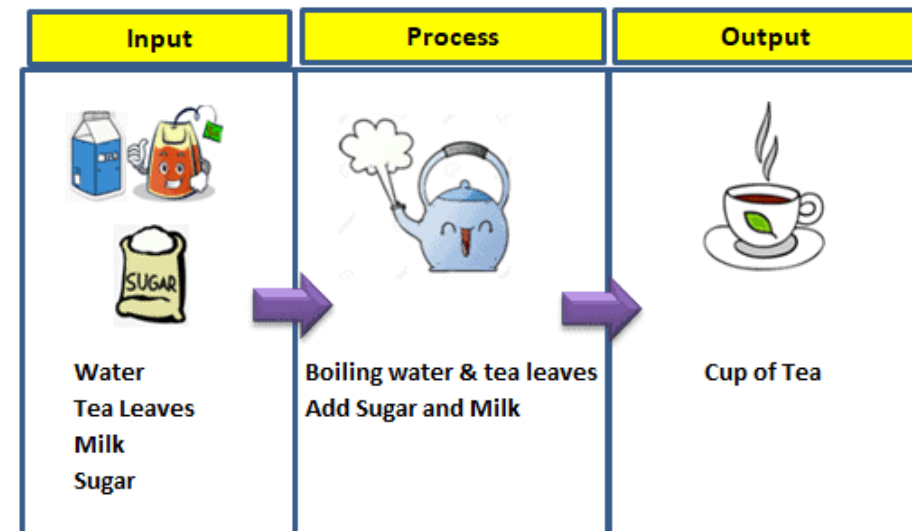 Input
Process
Output
SUGAR
Water
Tea Leaves
Milk
Sugar
Boiling water & tea leaves
Add Sugar and Milk
Cup of Tea